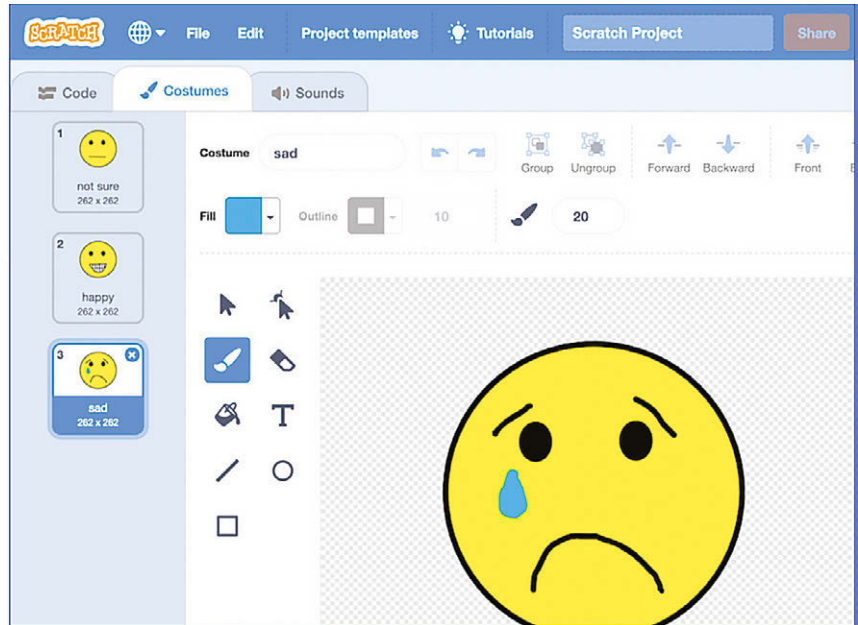 SCRATCH File Edit Project templates Tutorials Scratch Project Share
Code Costumes Sounds
1
not sure
262 x 262
2
happy
262 x 262
3
sad
262 x 262
Costume sad Group Ungroup Forward Backward Front
Fill Outline 10 20
T